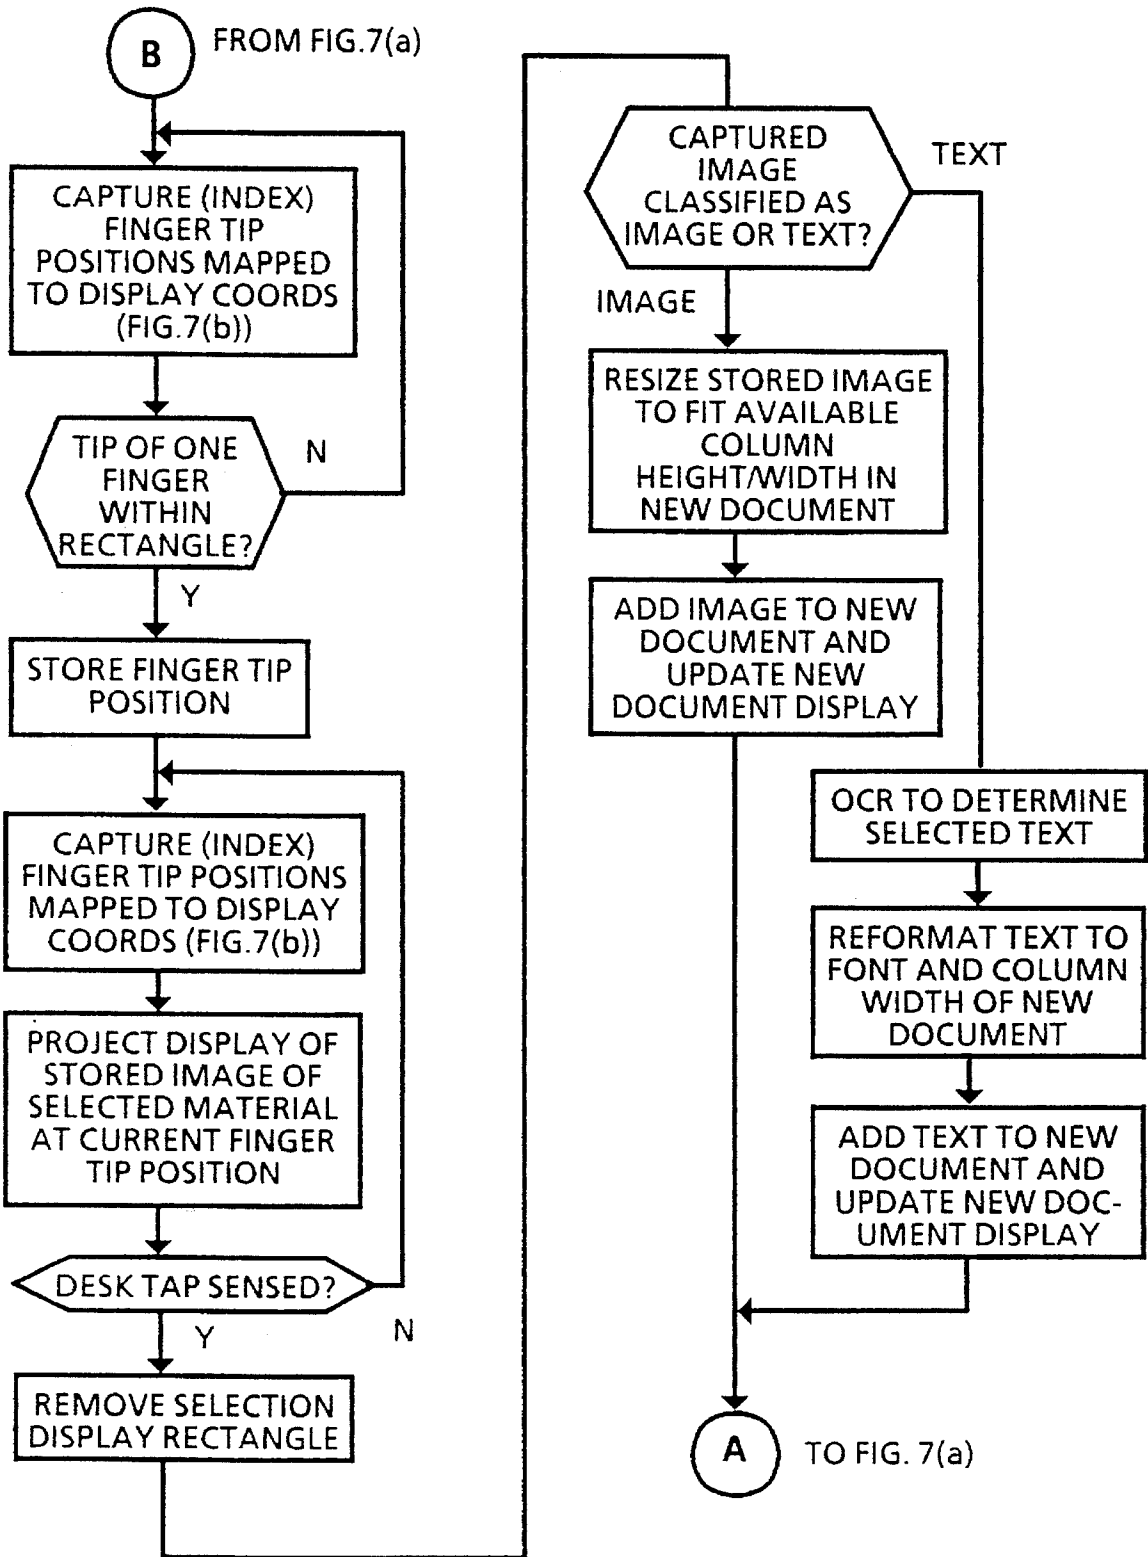 B
FROM FIG.7(a)
CAPTURE (INDEX)
FINGER TIP
POSITIONS MAPPED
TO DISPLAY COORDS
(FIG.7(b))
TIP OF ONE
FINGER
WITHIN
RECTANGLE?
N
Y
STORE FINGER TIP
POSITION
CAPTURE (INDEX)
FINGER TIP POSITIONS
MAPPED TO DISPLAY
COORDS (FIG.7(b))
PROJECT DISPLAY OF
STORED IMAGE OF
SELECTED MATERIAL
AT CURRENT FINGER
TIP POSITION
DESK TAP SENSED?
Y
N
REMOVE SELECTION
DISPLAY RECTANGLE
CAPTURED
IMAGE
CLASSIFIED AS
IMAGE OR TEXT?
TEXT
IMAGE
RESIZE STORED IMAGE
TO FIT AVAILABLE
COLUMN
HEIGHT/WIDTH IN
NEW DOCUMENT
ADD IMAGE TO NEW
DOCUMENT AND
UPDATE NEW
DOCUMENT DISPLAY
OCR TO DETERMINE
SELECTED TEXT
REFORMAT TEXT TO
FONT AND COLUMN
WIDTH OF NEW
DOCUMENT
ADD TEXT TO NEW
DOCUMENT AND
UPDATE NEW DOC-
UMENT DISPLAY
A
TO FIG. 7(a)